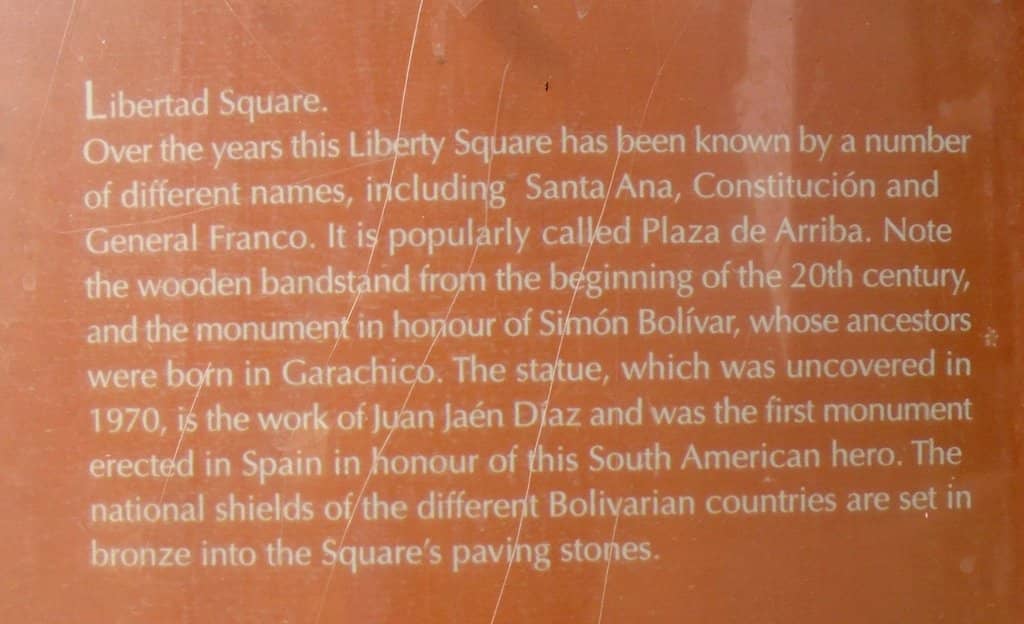 Libertad Square.
Over the years this Liberty Square has been known by a number
of different names, including Santa Ana, Constitución and
General Franco. It is popularly called Plaza de Arriba. Note
the wooden bandstand from the beginning of the 20th century,
and the monument in honour of Simón Bolívar, whose ancestors
were born in Garachico. The statue, which was uncovered in
1970, is the work of Juan Jaén Díaz and was the first monument
erected in Spain in honour of this South American hero. The
national shields of the different Bolivarian countries are set in
bronze into the Square's paving stones.